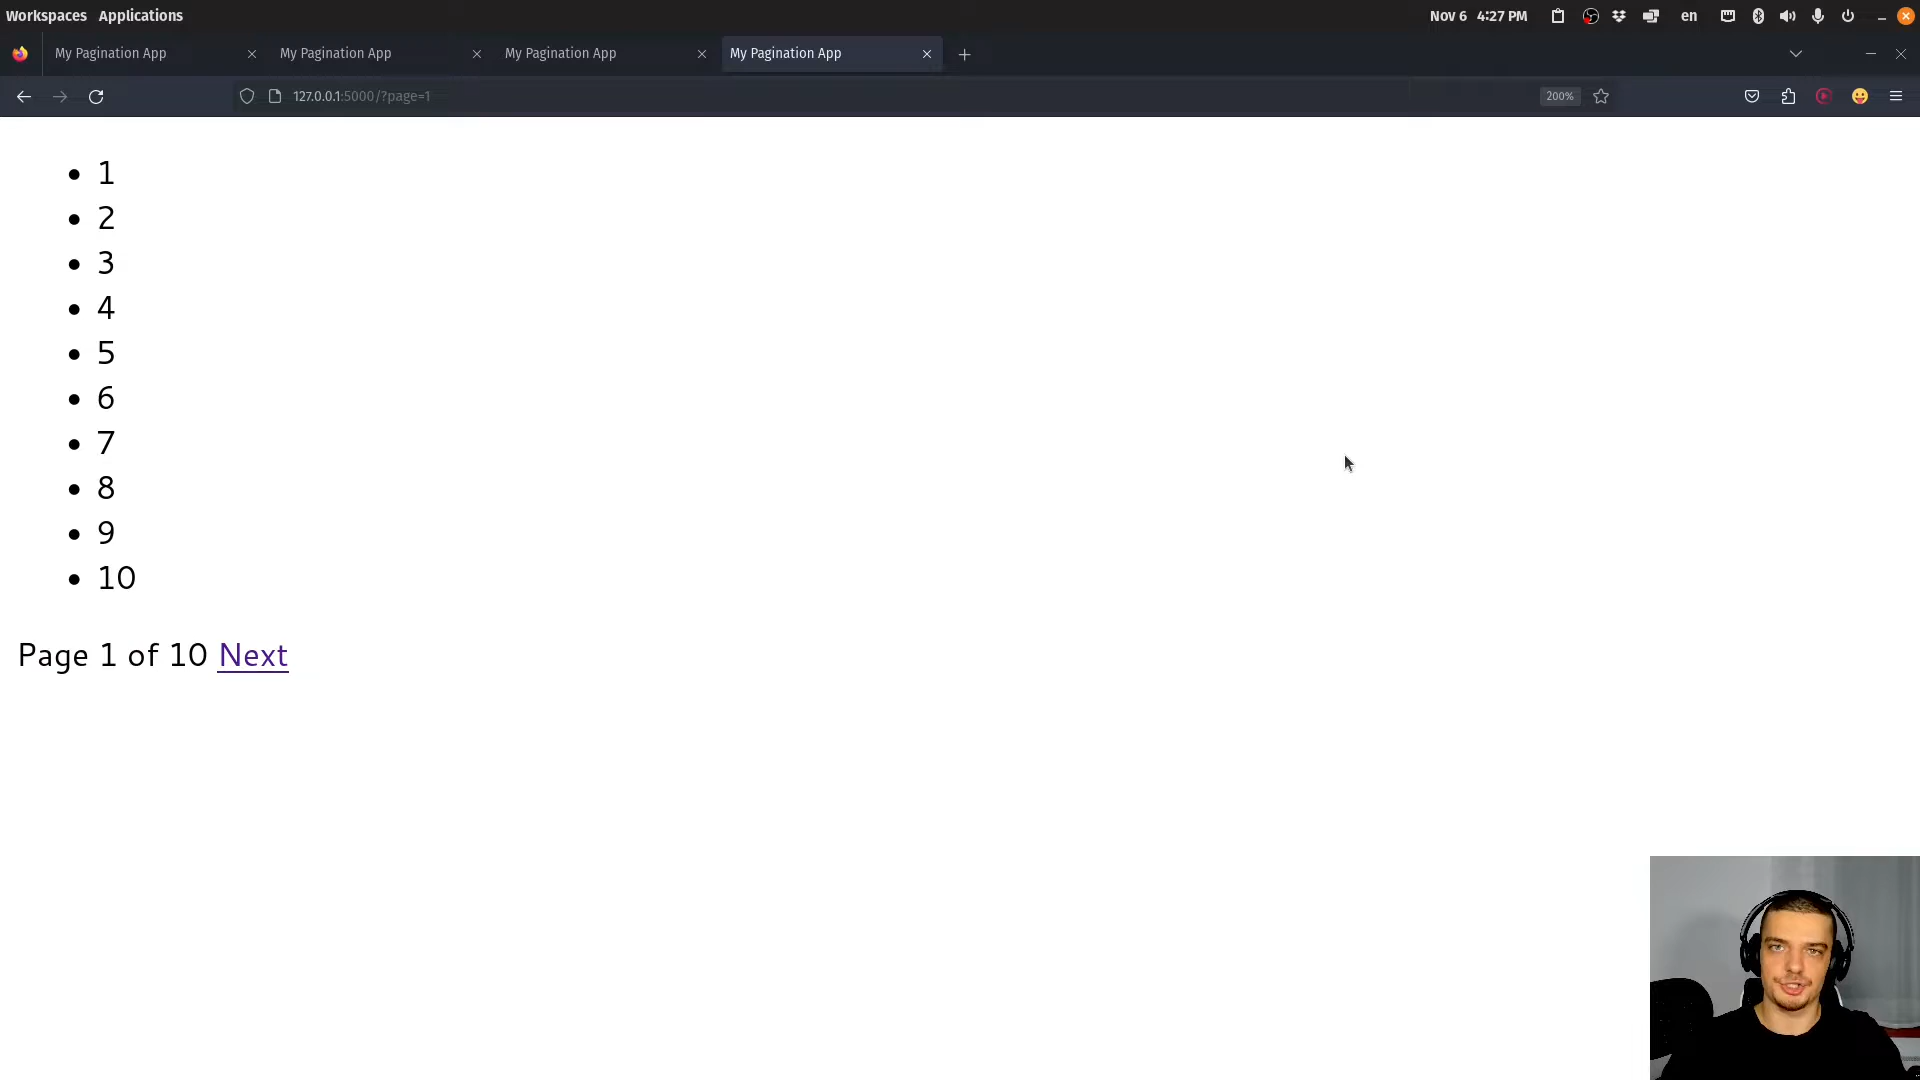 Workspaces Applications Nov 6 4:27 PM en
My Pagination App My Pagination App My Pagination App My Pagination App
127.0.0.1:5000/?page=1 200%
• 1
• 2
• 3
• 4
• 5
• 6
• 7
• 8
• 9
• 10
Page 1 of 10 Next